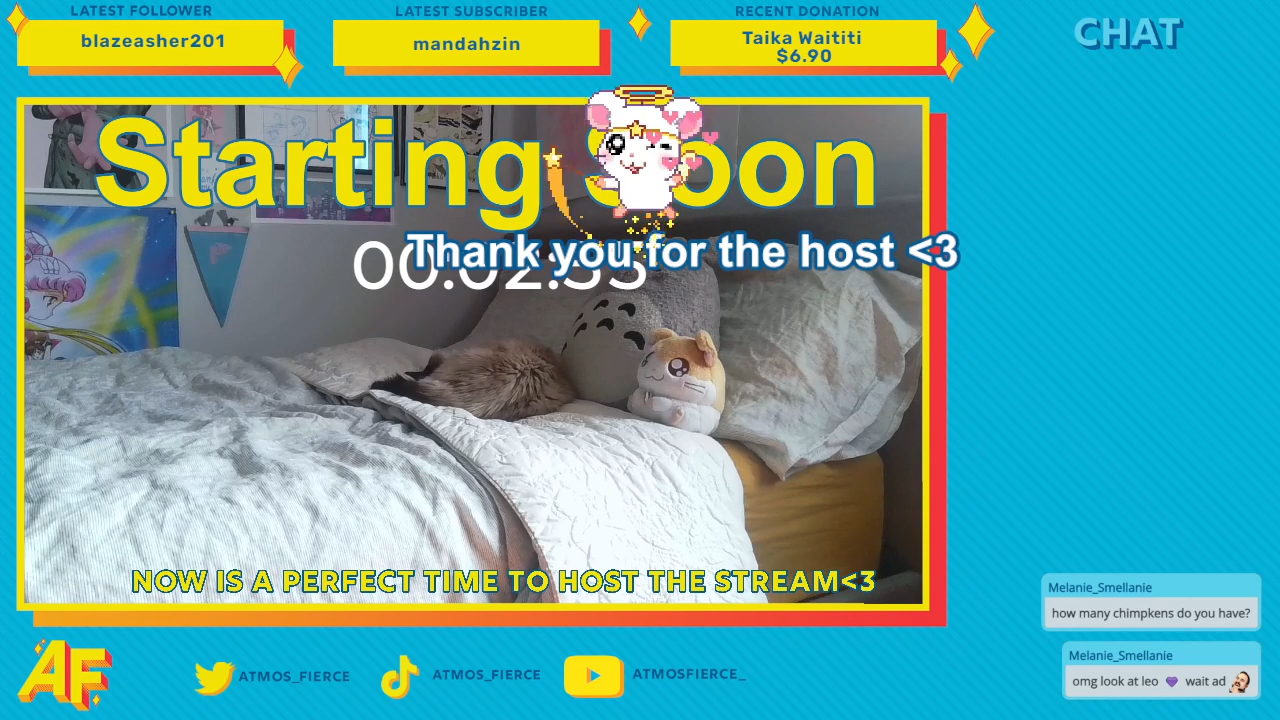 LATEST FOLLOWER
blazeasher201
LATEST SUBSCRIBER
mandahzin
RECENT DONATION
Taika Waititi
$6.90
CHAT
Starting Soon
Thank you for the host <3
NOW IS A PERFECT TIME TO HOST THE STREAM<3
Melanie_Smellanie
how many chimpkens do you have?
Melanie_Smellanie
omg look at leo 💜 wait ad
AF
ATMOS_FIERCE
ATMOS_FIERCE
ATMOSFIERCE_